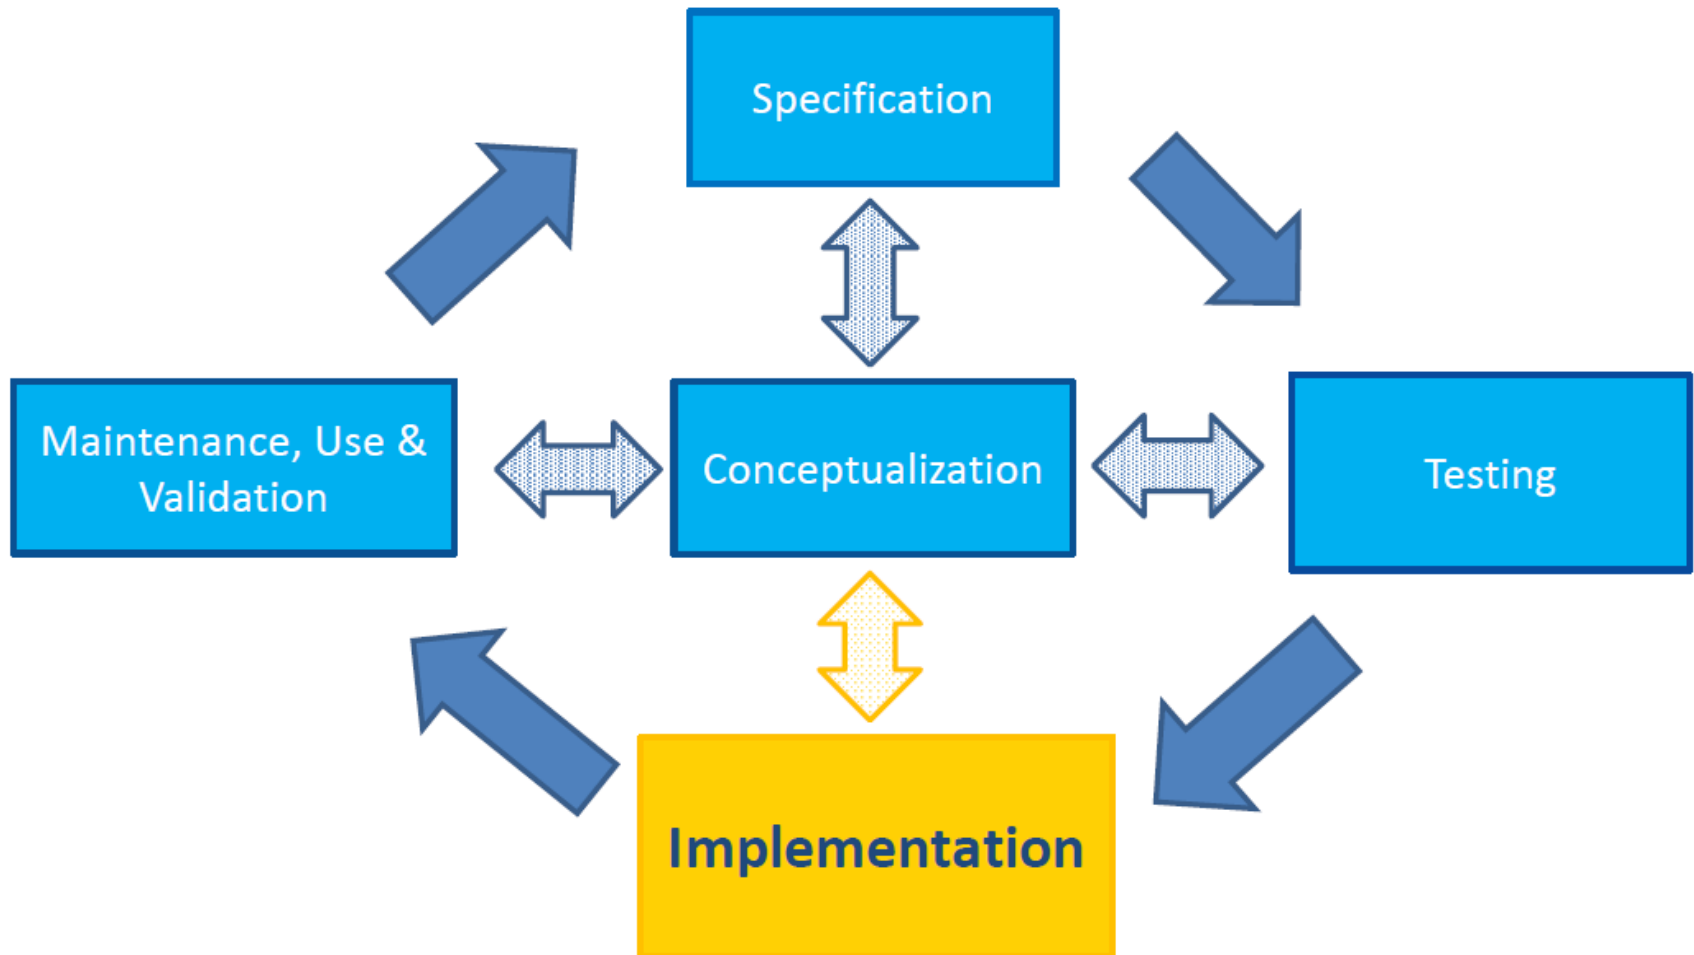 Specification
Maintenance, Use &
Validation
Conceptualization
Testing
Implementation